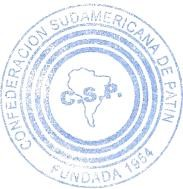 CONFEDERACION SUDAMERICANA DE PATIN
C.S.P.
FUNDADA 1954